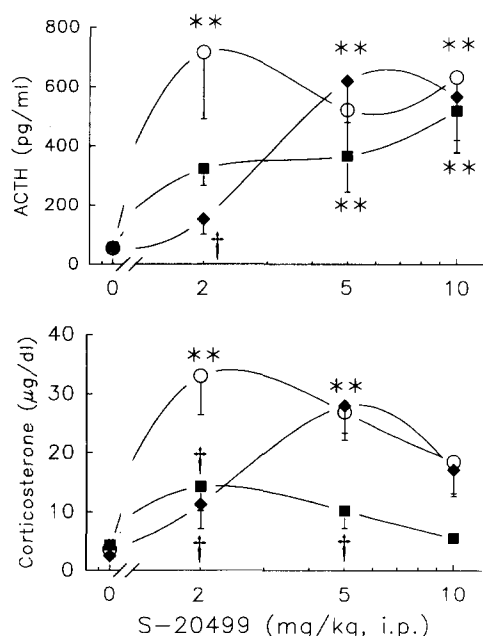 800
600
400
200
0
ACTH (pg/ml)
** ** **
** **
†
0 2 5 10
40
30
20
10
0
Corticosterone (µg/dl)
** **
†
† †
0 2 5 10
S-20499 (mg/kg, i.p.)